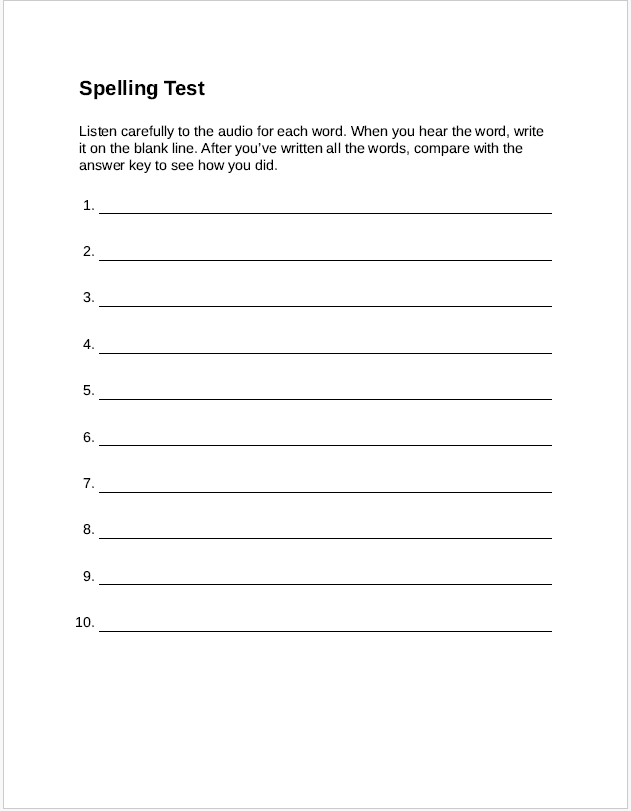 Spelling Test
Listen carefully to the audio for each word. When you hear the word, write
it on the blank line. After you’ve written all the words, compare with the
answer key to see how you did.
1.
2.
3.
4.
5.
6.
7.
8.
9.
10.